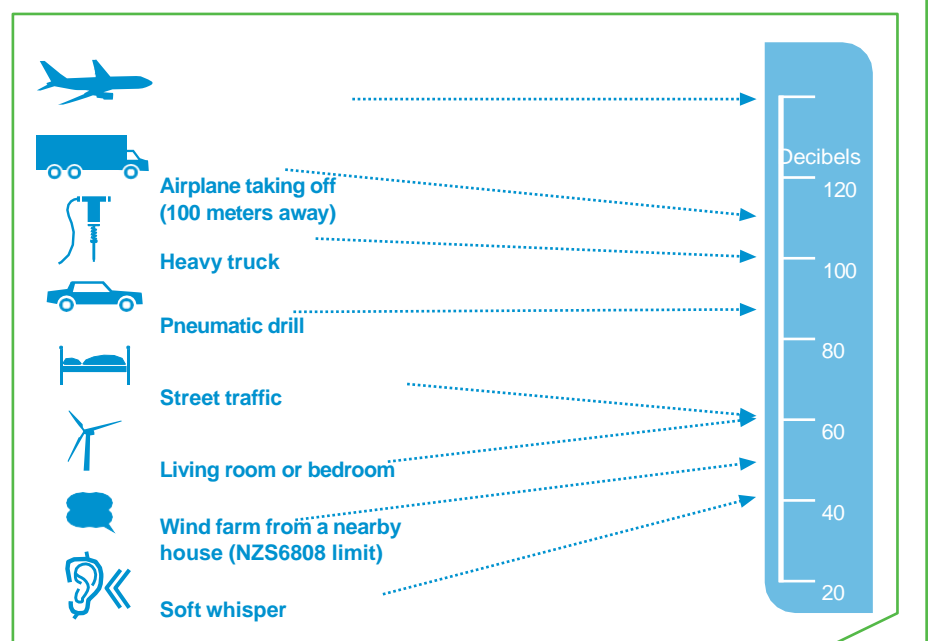 Decibels
120
Airplane taking off
(100 meters away)
Heavy truck
100
Pneumatic drill
80
Street traffic
60
Living room or bedroom
Wind farm from a nearby
house (NZS6808 limit)
40
Soft whisper
20